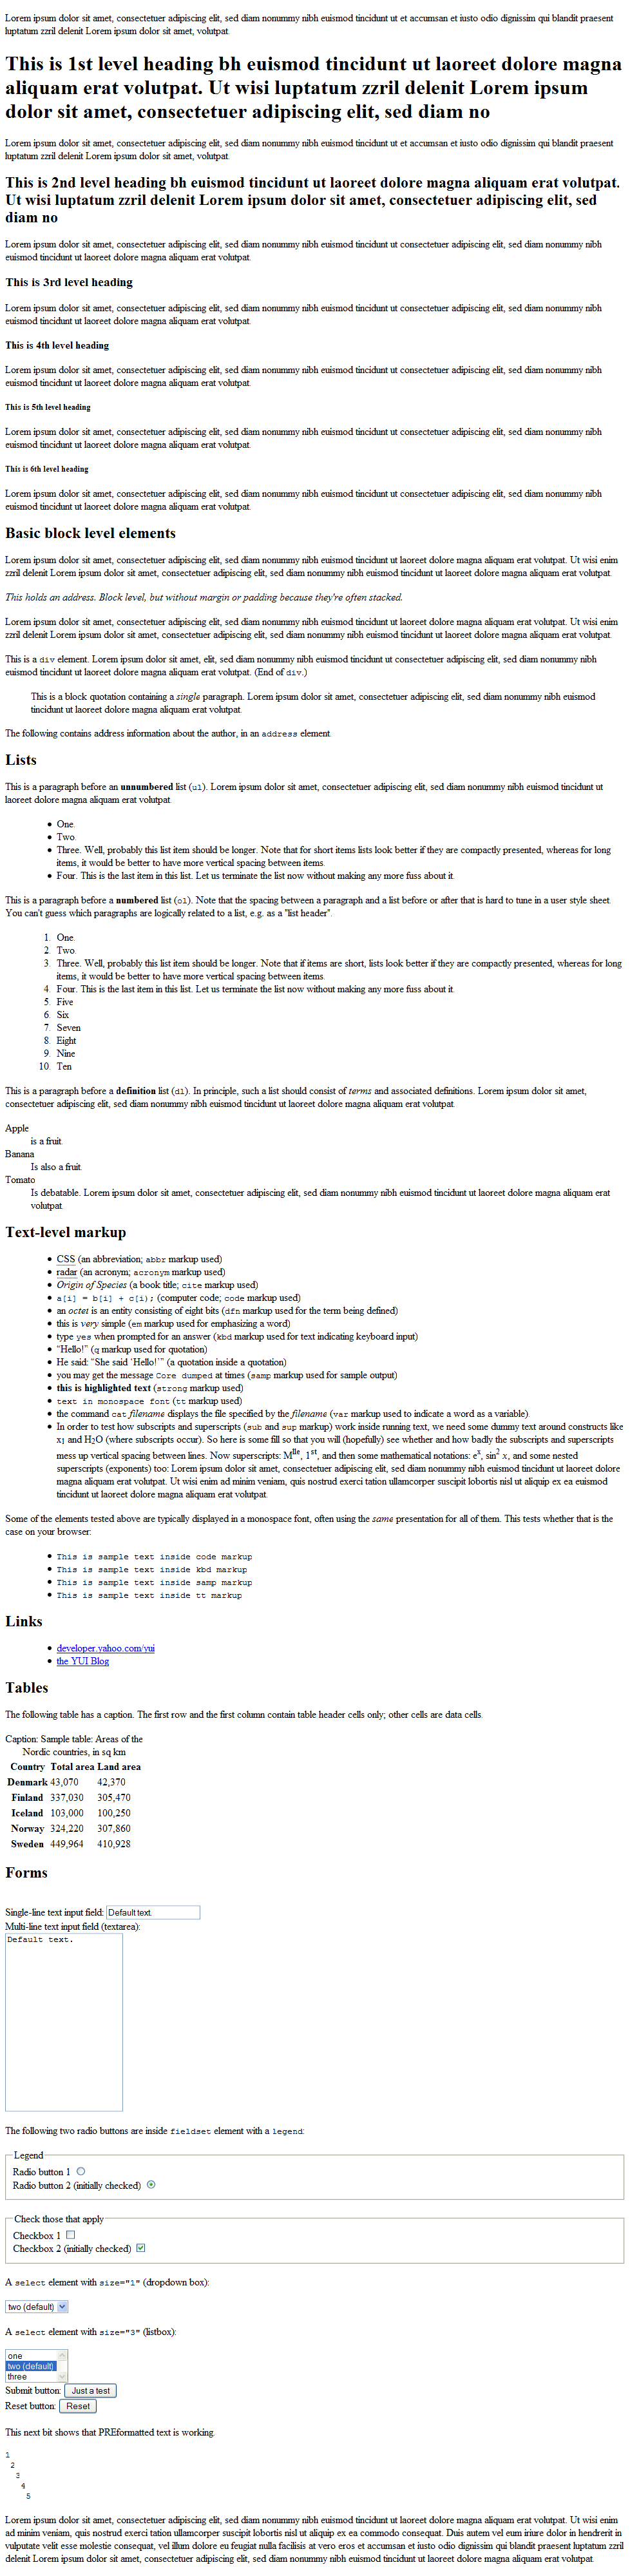 Lorem ipsum dolor sit amet, consectetuer adipiscing elit, sed diam nonummy nibh euismod tincidunt ut et accumsan et iusto odio dignissim qui blandit praesent
luptatum zzril delenit Lorem ipsum dolor sit amet, volutpat.
This is 1st level heading bh euismod tincidunt ut laoreet dolore magna
aliquam erat volutpat. Ut wisi luptatum zzril delenit Lorem ipsum
dolor sit amet, consectetuer adipiscing elit, sed diam no
Lorem ipsum dolor sit amet, consectetuer adipiscing elit, sed diam nonummy nibh euismod tincidunt ut et accumsan et iusto odio dignissim qui blandit praesent
luptatum zzril delenit Lorem ipsum dolor sit amet, volutpat.
This is 2nd level heading bh euismod tincidunt ut laoreet dolore magna aliquam erat volutpat.
Ut wisi luptatum zzril delenit Lorem ipsum dolor sit amet, consectetuer adipiscing elit, sed
diam no
Lorem ipsum dolor sit amet, consectetuer adipiscing elit, sed diam nonummy nibh euismod tincidunt ut consectetuer adipiscing elit, sed diam nonummy nibh
euismod tincidunt ut laoreet dolore magna aliquam erat volutpat.
This is 3rd level heading
Lorem ipsum dolor sit amet, consectetuer adipiscing elit, sed diam nonummy nibh euismod tincidunt ut consectetuer adipiscing elit, sed diam nonummy nibh
euismod tincidunt ut laoreet dolore magna aliquam erat volutpat.
This is 4th level heading
Lorem ipsum dolor sit amet, consectetuer adipiscing elit, sed diam nonummy nibh euismod tincidunt ut consectetuer adipiscing elit, sed diam nonummy nibh
euismod tincidunt ut laoreet dolore magna aliquam erat volutpat.
This is 5th level heading
Lorem ipsum dolor sit amet, consectetuer adipiscing elit, sed diam nonummy nibh euismod tincidunt ut consectetuer adipiscing elit, sed diam nonummy nibh
euismod tincidunt ut laoreet dolore magna aliquam erat volutpat.
This is 6th level heading
Lorem ipsum dolor sit amet, consectetuer adipiscing elit, sed diam nonummy nibh euismod tincidunt ut consectetuer adipiscing elit, sed diam nonummy nibh
euismod tincidunt ut laoreet dolore magna aliquam erat volutpat.
Basic block level elements
Lorem ipsum dolor sit amet, consectetuer adipiscing elit, sed diam nonummy nibh euismod tincidunt ut laoreet dolore magna aliquam erat volutpat. Ut wisi enim
zzril delenit Lorem ipsum dolor sit amet, consectetuer adipiscing elit, sed diam nonummy nibh euismod tincidunt ut laoreet dolore magna aliquam erat volutpat.
This holds an address. Block level, but without margin or padding because they're often stacked.
Lorem ipsum dolor sit amet, consectetuer adipiscing elit, sed diam nonummy nibh euismod tincidunt ut laoreet dolore magna aliquam erat volutpat. Ut wisi enim
zzril delenit Lorem ipsum dolor sit amet, consectetuer adipiscing elit, sed diam nonummy nibh euismod tincidunt ut laoreet dolore magna aliquam erat volutpat.
This is a div element. Lorem ipsum dolor sit amet, elit, sed diam nonummy nibh euismod tincidunt ut consectetuer adipiscing elit, sed diam nonummy nibh
euismod tincidunt ut laoreet dolore magna aliquam erat volutpat. (End of div.)
This is a block quotation containing a single paragraph. Lorem ipsum dolor sit amet, consectetuer adipiscing elit, sed diam nonummy nibh euismod
tincidunt ut laoreet dolore magna aliquam erat volutpat.
The following contains address information about the author, in an address element.
Lists
This is a paragraph before an unnumbered list (ul). Lorem ipsum dolor sit amet, consectetuer adipiscing elit, sed diam nonummy nibh euismod tincidunt ut
laoreet dolore magna aliquam erat volutpat.
• One.
• Two.
• Three. Well, probably this list item should be longer. Note that for short items lists look better if they are compactly presented, whereas for long
items, it would be better to have more vertical spacing between items.
• Four. This is the last item in this list. Let us terminate the list now without making any more fuss about it.
This is a paragraph before a numbered list (ol). Note that the spacing between a paragraph and a list before or after that is hard to tune in a user style sheet.
You can't guess which paragraphs are logically related to a list, e.g. as a "list header".
1. One.
2. Two.
3. Three. Well, probably this list item should be longer. Note that if items are short, lists look better if they are compactly presented, whereas for long
items, it would be better to have more vertical spacing between items.
4. Four. This is the last item in this list. Let us terminate the list now without making any more fuss about it.
5. Five
6. Six
7. Seven
8. Eight
9. Nine
10. Ten
This is a paragraph before a definition list (dl). In principle, such a list should consist of terms and associated definitions. Lorem ipsum dolor sit amet,
consectetuer adipiscing elit, sed diam nonummy nibh euismod tincidunt ut laoreet dolore magna aliquam erat volutpat.
Apple
is a fruit.
Banana
Is also a fruit.
Tomato
Is debatable. Lorem ipsum dolor sit amet, consectetuer adipiscing elit, sed diam nonummy nibh euismod tincidunt ut laoreet dolore magna aliquam erat
volutpat.
Text-level markup
• CSS (an abbreviation; abbr markup used)
• radar (an acronym; acronym markup used)
• Origin of Species (a book title; cite markup used)
• a[i] = b[i] + c[i); (computer code; code markup used)
• an octet is an entity consisting of eight bits (dfn markup used for the term being defined)
• this is very simple (em markup used for emphasizing a word)
• type yes when prompted for an answer (kbd markup used for text indicating keyboard input)
• “Hello!” (q markup used for quotation)
• He said: “She said ‘Hello!’” (a quotation inside a quotation)
• you may get the message Core dumped at times (samp markup used for sample output)
• this is highlighted text (strong markup used)
• text in monospace font (tt markup used)
• the command cat filename displays the file specified by the filename (var markup used to indicate a word as a variable).
• In order to test how subscripts and superscripts (sub and sup markup) work inside running text, we need some dummy text around constructs like
x1 and H2O (where subscripts occur). So here is some fill so that you will (hopefully) see whether and how badly the subscripts and superscripts
mess up vertical spacing between lines. Now superscripts: Mlle, 1st, and then some mathematical notations: ex, sin2 x, and some nested
superscripts (exponents) too: Lorem ipsum dolor sit amet, consectetuer adipiscing elit, sed diam nonummy nibh euismod tincidunt ut laoreet dolore
magna aliquam erat volutpat. Ut wisi enim ad minim veniam, quis nostrud exerci tation ullamcorper suscipit lobortis nisl ut aliquip ex ea euismod
tincidunt ut laoreet dolore magna aliquam erat volutpat.
Some of the elements tested above are typically displayed in a monospace font, often using the same presentation for all of them. This tests whether that is the
case on your browser:
• This is sample text inside code markup
• This is sample text inside kbd markup
• This is sample text inside samp markup
• This is sample text inside tt markup
Links
• developer.yahoo.com/yui
• the YUI Blog
Tables
The following table has a caption. The first row and the first column contain table header cells only; other cells are data cells.
Caption: Sample table: Areas of the
Nordic countries, in sq km
Country Total area Land area
Denmark 43,070 42,370
Finland 337,030 305,470
Iceland 103,000 100,250
Norway 324,220 307,860
Sweden 449,964 410,928
Forms
Single-line text input field: Default text.
Multi-line text input field (textarea):
Default text.
The following two radio buttons are inside fieldset element with a legend:
Legend
Radio button 1
Radio button 2 (initially checked)
Check those that apply
Checkbox 1
Checkbox 2 (initially checked)
A select element with size="1" (dropdown box):
two (default)
A select element with size="3" (listbox):
one
two (default)
three
Submit button: Just a test
Reset button: Reset
This next bit shows that PREformatted text is working.
1
2
3
4
5
Lorem ipsum dolor sit amet, consectetuer adipiscing elit, sed diam nonummy nibh euismod tincidunt ut laoreet dolore magna aliquam erat volutpat. Ut wisi enim
ad minim veniam, quis nostrud exerci tation ullamcorper suscipit lobortis nisl ut aliquip ex ea commodo consequat. Duis autem vel eum iriure dolor in hendrerit in
vulputate velit esse molestie consequat, vel illum dolore eu feugiat nulla facilisis at vero eros et accumsan et iusto odio dignissim qui blandit praesent luptatum zzril
delenit Lorem ipsum dolor sit amet, consectetuer adipiscing elit, sed diam nonummy nibh euismod tincidunt ut laoreet dolore magna aliquam erat volutpat.